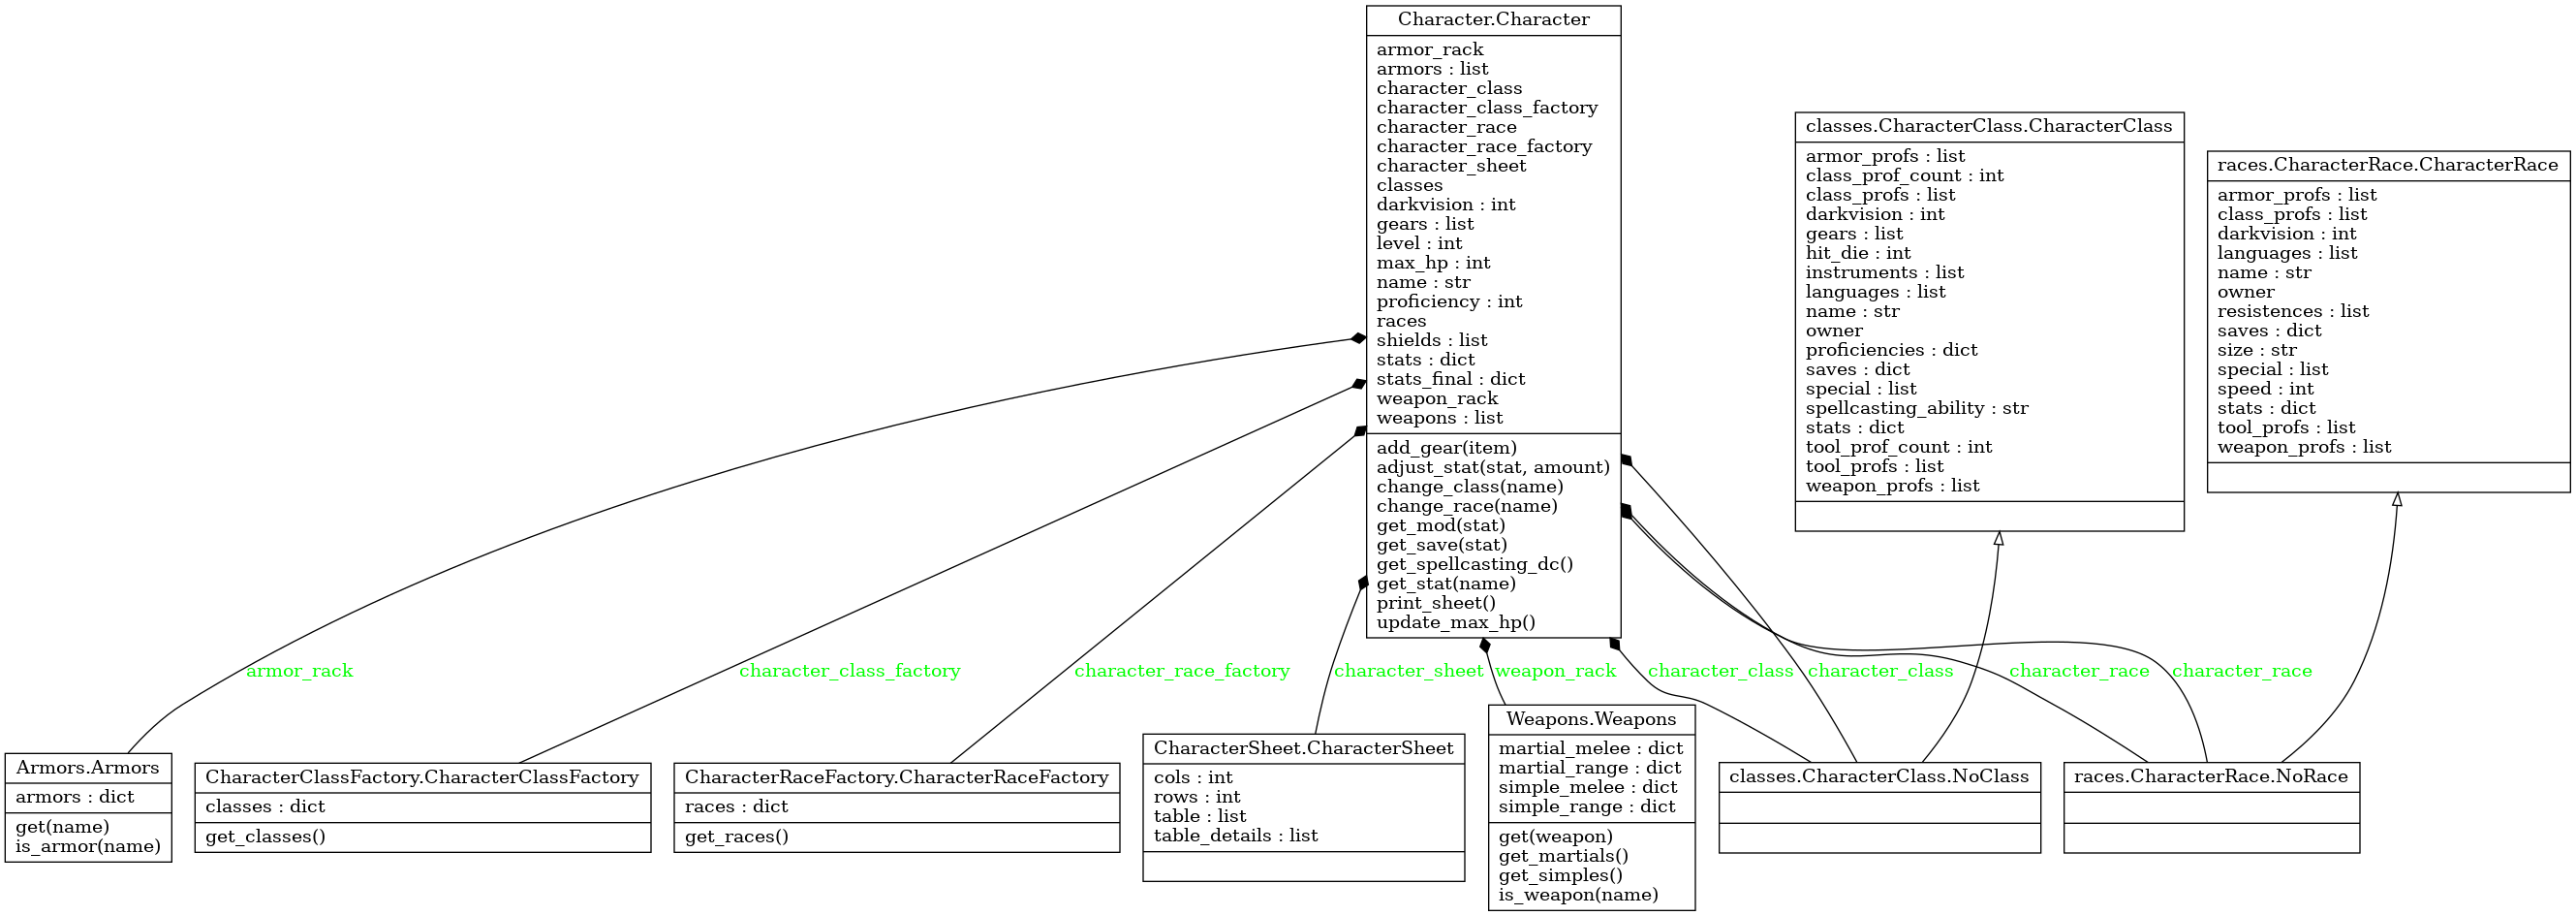 Character.Character
armor_rack
armors : list
character_class
character_class_factory
character_race
character_race_factory
character_sheet
classes
darkvision : int
gears : list
level : int
max_hp : int
name : str
proficiency : int
races
shields : list
stats : dict
stats_final : dict
weapon_rack
weapons : list
add_gear(item)
adjust_stat(stat, amount)
change_class(name)
change_race(name)
get_mod(stat)
get_save(stat)
get_spellcasting_dc()
get_stat(name)
print_sheet()
update_max_hp()
classes.CharacterClass.CharacterClass
armor_profs : list
class_prof_count : int
class_profs : list
darkvision : int
gears : list
hit_die : int
instruments : list
languages : list
name : str
owner
proficiencies : dict
saves : dict
special : list
spellcasting_ability : str
stats : dict
tool_prof_count : int
tool_profs : list
weapon_profs : list
races.CharacterRace.CharacterRace
armor_profs : list
class_profs : list
darkvision : int
languages : list
name : str
owner
resistences : list
saves : dict
size : str
special : list
speed : int
stats : dict
tool_profs : list
weapon_profs : list
armor_rack
character_class_factory
character_race_factory
character_sheet
weapon_rack
character_class
character_class
character_race
character_race
Armors.Armors
armors : dict
get(name)
is_armor(name)
CharacterClassFactory.CharacterClassFactory
classes : dict
get_classes()
CharacterRaceFactory.CharacterRaceFactory
races : dict
get_races()
CharacterSheet.CharacterSheet
cols : int
rows : int
table : list
table_details : list
Weapons.Weapons
martial_melee : dict
martial_range : dict
simple_melee : dict
simple_range : dict
get(weapon)
get_martials()
get_simples()
is_weapon(name)
classes.CharacterClass.NoClass
races.CharacterRace.NoRace